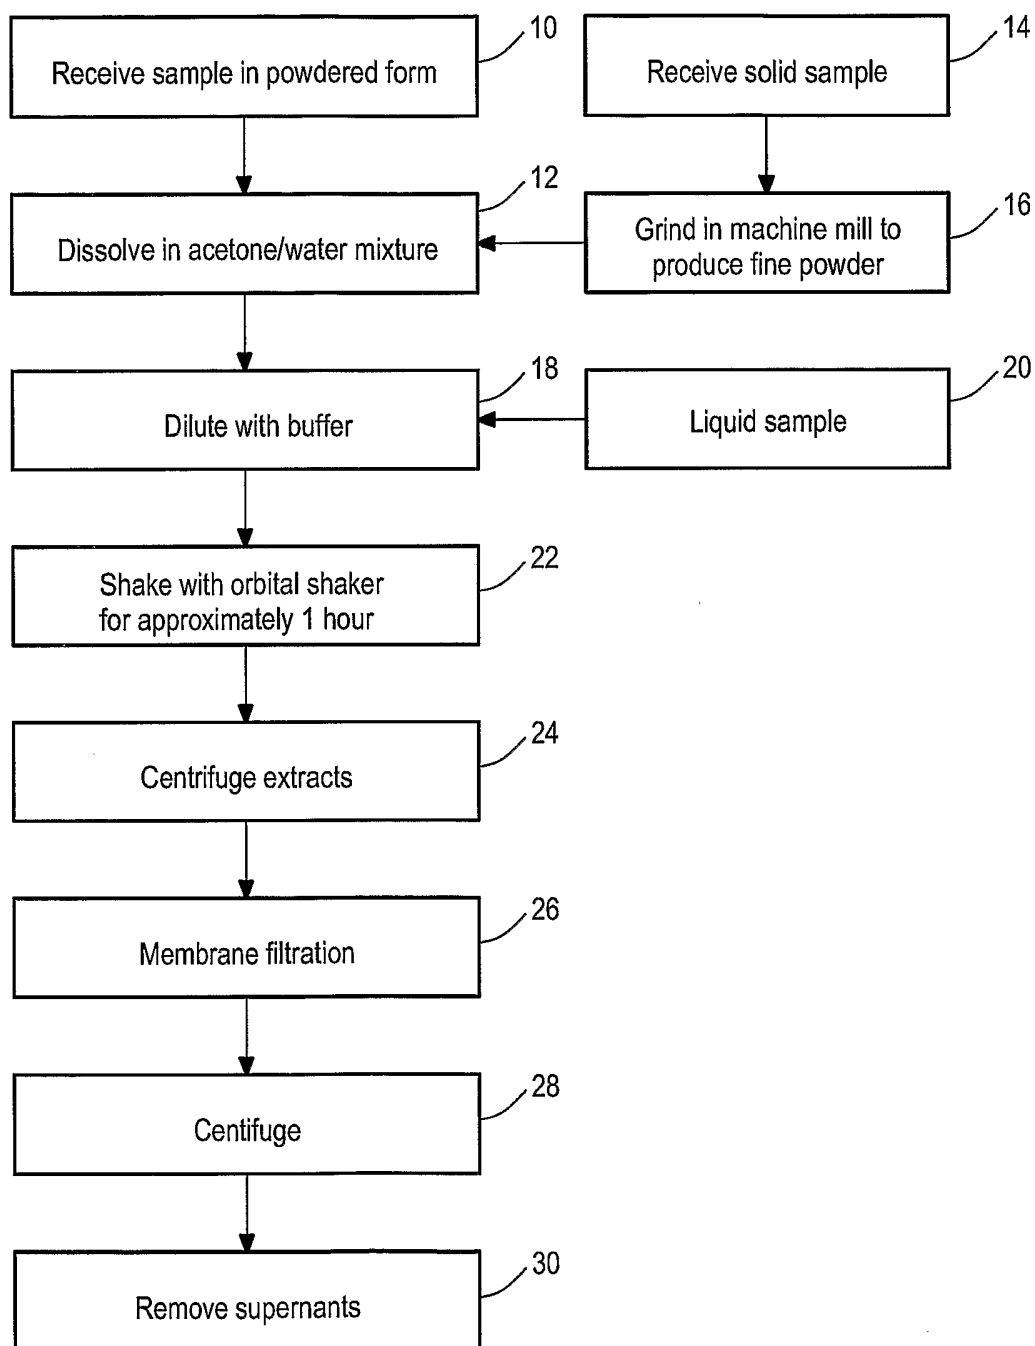 10
Receive sample in powdered form
14
Receive solid sample
12
Dissolve in acetone/water mixture
16
Grind in machine mill to
produce fine powder
18
Dilute with buffer
20
Liquid sample
22
Shake with orbital shaker
for approximately 1 hour
24
Centrifuge extracts
26
Membrane filtration
28
Centifuge
30
Remove supernants